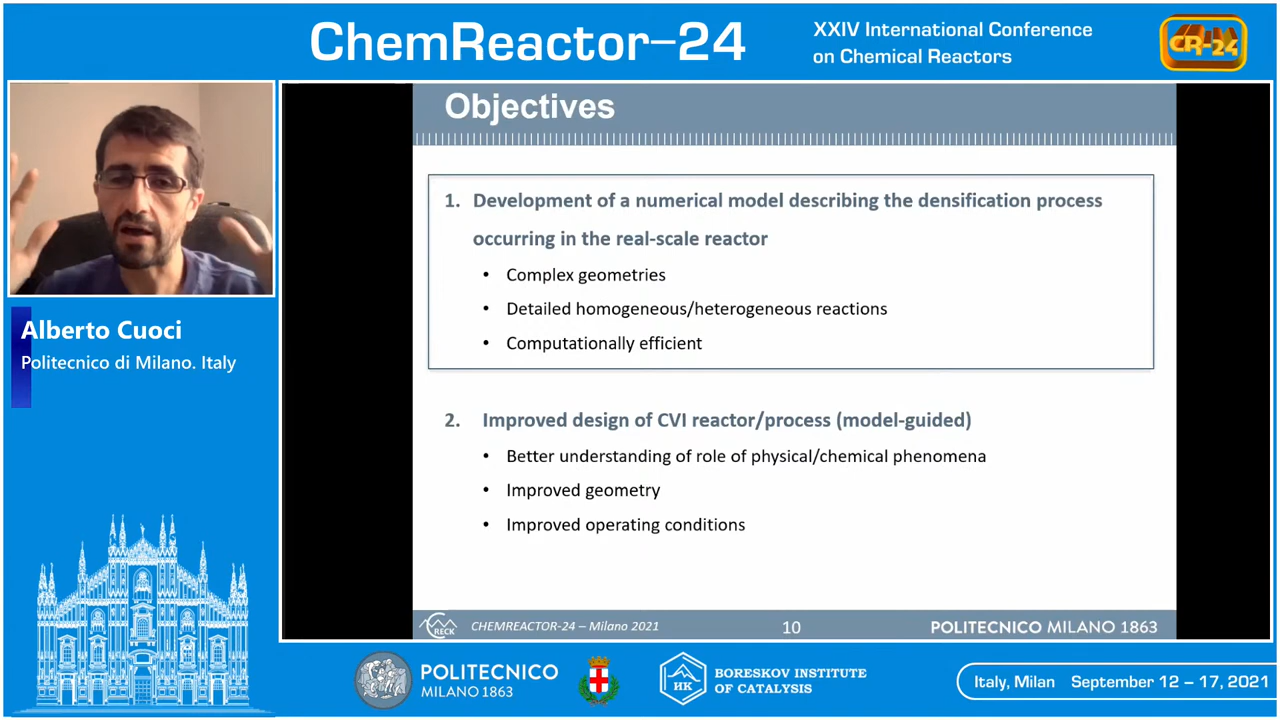 ChemReactor–24
XXIV International Conference
on Chemical Reactors
CR-24
Alberto Cuoci
Politecnico di Milano. Italy
Objectives
1. Development of a numerical model describing the densification process
occurring in the real-scale reactor
• Complex geometries
• Detailed homogeneous/heterogeneous reactions
• Computationally efficient
2. Improved design of CVI reactor/process (model-guided)
• Better understanding of role of physical/chemical phenomena
• Improved geometry
• Improved operating conditions
CRECK
CHEMREACTOR-24 – Milano 2021
10
POLITECNICO MILANO 1863
POLITECNICO
MILANO 1863
HK
BORESKOV INSTITUTE
OF CATALYSIS
Italy, Milan September 12 – 17, 2021